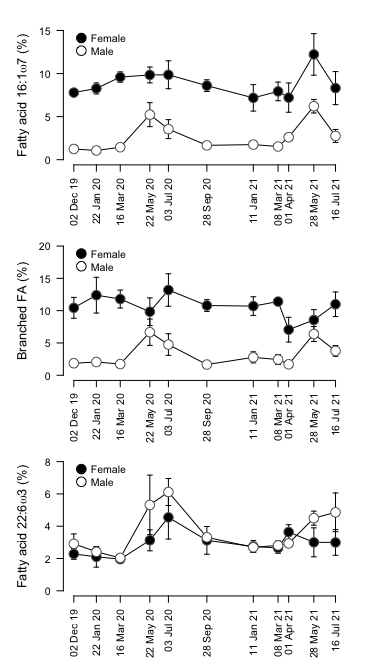 Fatty acid 16:1ω7 (%)
15
10
5
0
Female
Male
02 Dec 19
22 Jan 20
16 Mar 20
22 May 20
03 Jul 20
28 Sep 20
11 Jan 21
08 Mar 21
01 Apr 21
28 May 21
16 Jul 21
Branched FA (%)
20
15
10
5
0
Female
Male
02 Dec 19
22 Jan 20
16 Mar 20
22 May 20
03 Jul 20
28 Sep 20
11 Jan 21
08 Mar 21
01 Apr 21
28 May 21
16 Jul 21
Fatty acid 22:6ω3 (%)
8
6
4
2
0
Female
Male
02 Dec 19
22 Jan 20
16 Mar 20
22 May 20
03 Jul 20
28 Sep 20
11 Jan 21
08 Mar 21
01 Apr 21
28 May 21
16 Jul 21